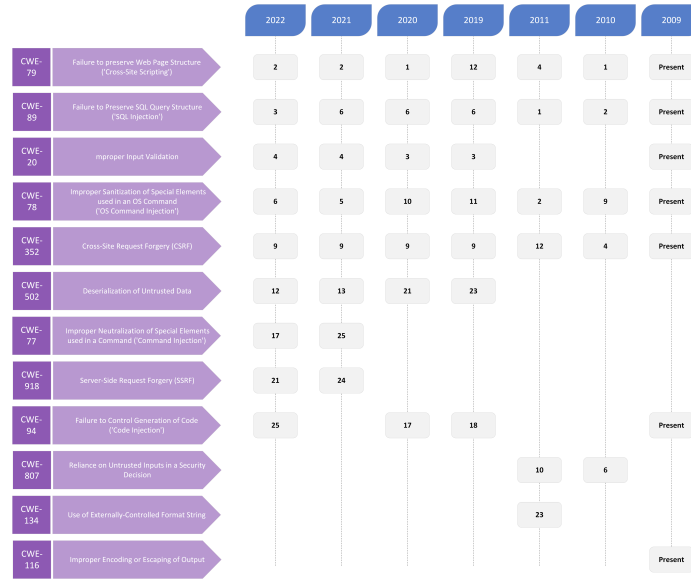 2022 2021 2020 2019 2011 2010 2009
CWE-
79
Failure to preserve Web Page Structure
('Cross-Site Scripting')
2 2 1 12 4 1 Present
CWE-
89
Failure to Preserve SQL Query Structure
('SQL Injection')
3 6 6 6 1 2 Present
CWE-
20
mproper Input Validation
4 4 3 3 Present
CWE-
78
Improper Sanitization of Special Elements
used in an OS Command
('OS Command Injection')
6 5 10 11 2 9 Present
CWE-
352
Cross-Site Request Forgery (CSRF)
9 9 9 9 12 4 Present
CWE-
502
Deserialization of Untrusted Data
12 13 21 23
CWE-
77
Improper Neutralization of Special Elements
used in a Command ('Command Injection')
17 25
CWE-
918
Server-Side Request Forgery (SSRF)
21 24
CWE-
94
Failure to Control Generation of Code
('Code Injection')
25 17 18 Present
CWE-
807
Reliance on Untrusted Inputs in a Security
Decision
10 6
CWE-
134
Use of Externally-Controlled Format String
23
CWE-
116
Improper Encoding or Escaping of Output
Present